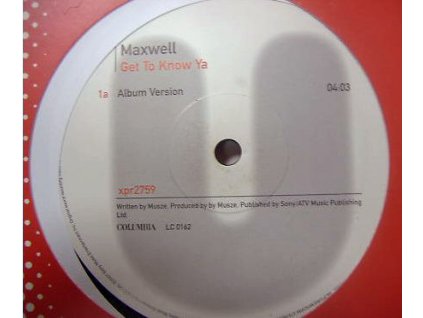 Maxwell
Get To Know Ya
1a Album Version 04:03
xpr2759
Written by Musze. Produced by by Musze. Published by Sony/ATV Music Publishing
Ltd
COLUMBIA LC 0162